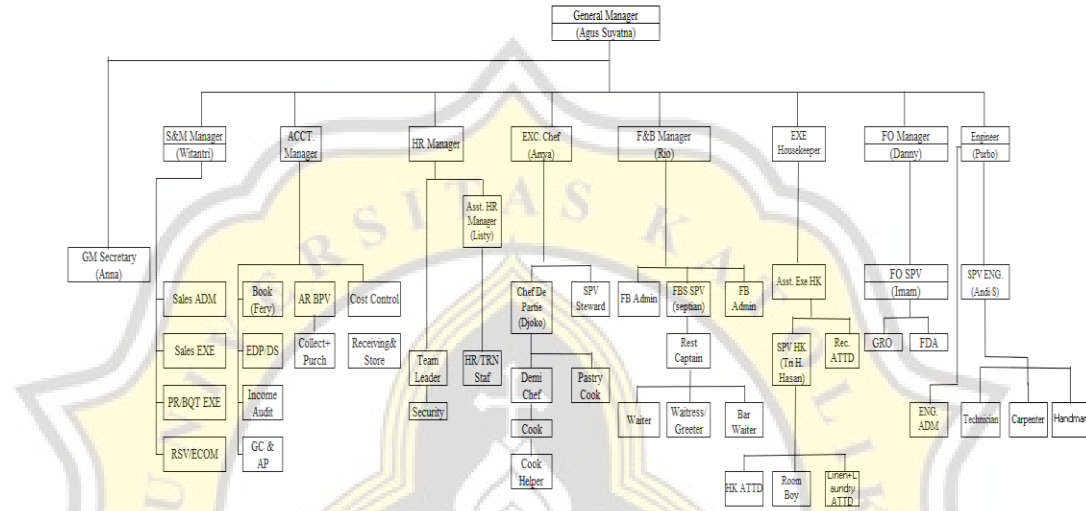 General Manager
(Agus Suyatna)
S&M Manager
(Witantri)
ACCT.
Manager
HR Manager
EXC. Chef
(Arrya)
F&B Manager
(Rio)
EXE
Housekeeper
FO Manager
(Danny)
Engineer
(Purbo)
Asst. HR
Manager
(Listy)
GM Secretary
(Anna)
Sales ADM
Book
(Fery)
AR BPV
Cost Control
Chef De
Partie
(Djoko)
SPV
Steward
FB Admin
FBS SPV
(septian)
FB
Admin
Asst. Exe HK
FO SPV
(Imam)
SPV ENG.
(Andi S)
Sales EXE
EDP/DS
Collect+
Purch
Receiving&
Store
Team
Leader
HR/TRN
Staf
Rest
Captain
SPV HK
(Tri H.
Hasan)
Rec.
ATTD
GRO
FDA
PR/BQT EXE
Income
Audit
Security
Demi
Chef
Pastry
Cook
Waiter
Waitress/
Greeter
Bar
Waiter
ENG.
ADM
Technician
Carpenter
Handman
RSV/ECOM
GC &
AP
Cook
Cook
Helper
HK ATTD
Room
Boy
Linen+L
aundry
ATTD
UNIVERSITAS KATOLIK